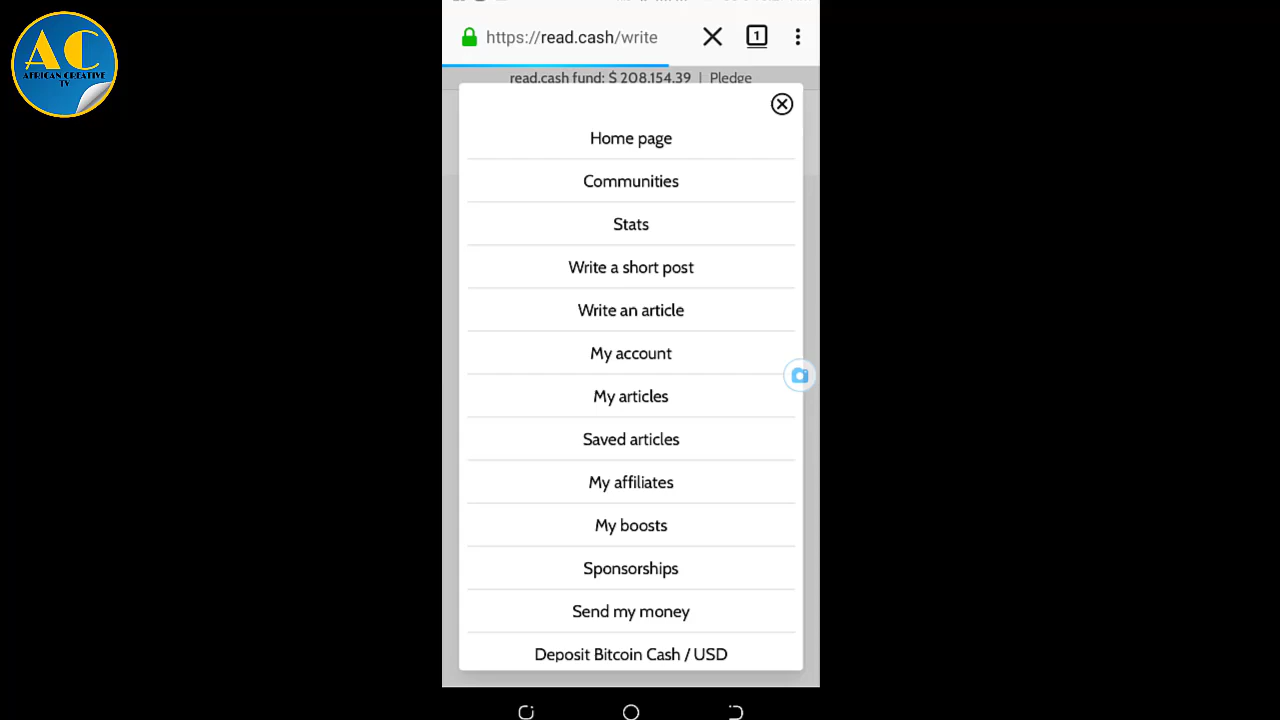 AC
AFRICAN CREATIVE
TV
https://read.cash/write
1
read.cash fund: $ 208,154.39 | Pledge
Home page
Communities
Stats
Write a short post
Write an article
My account
My articles
Saved articles
My affiliates
My boosts
Sponsorships
Send my money
Deposit Bitcoin Cash / USD